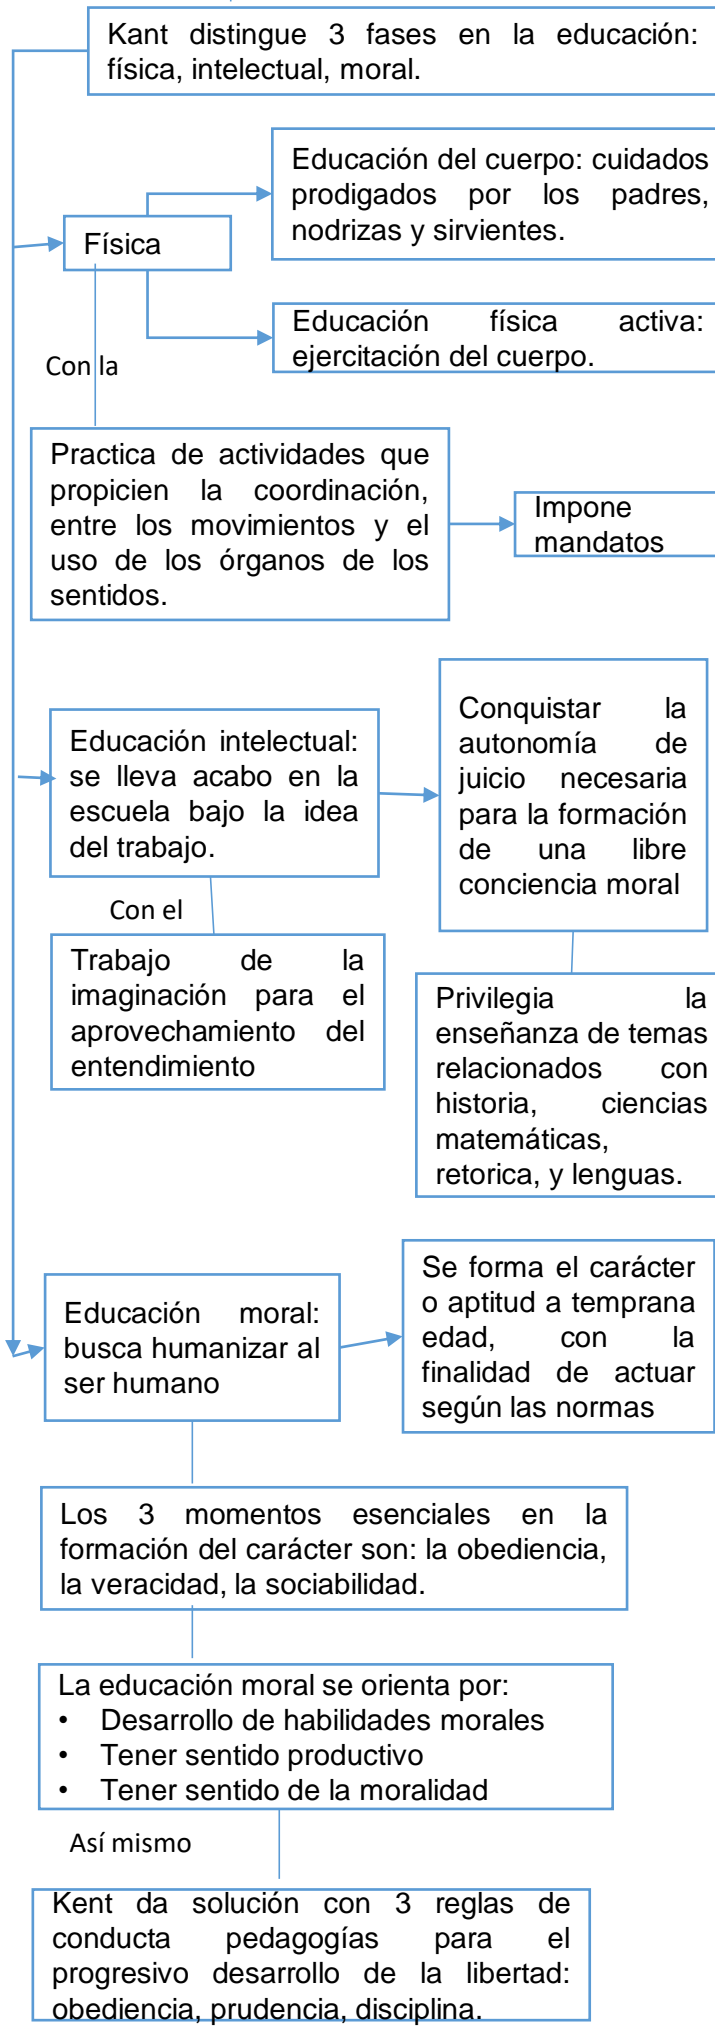 Kant distingue 3 fases en la educación:
física, intelectual, moral.
Educación del cuerpo: cuidados
prodigados por los padres,
nodrizas y sirvientes.
Física
Educación física activa:
ejercitación del cuerpo.
Con la
Practica de actividades que
propicien la coordinación,
entre los movimientos y el
uso de los órganos de los
sentidos.
Impone
mandatos
Educación intelectual:
se lleva acabo en la
escuela bajo la idea
del trabajo.
Conquistar la
autonomía de
juicio necesaria
para la formación
de una libre
conciencia moral
Con el
Trabajo de la
imaginación para el
aprovechamiento del
entendimiento
Privilegia la
enseñanza de temas
relacionados con
historia, ciencias
matemáticas,
retorica, y lenguas.
Educación moral:
busca humanizar al
ser humano
Se forma el carácter
o aptitud a temprana
edad, con la
finalidad de actuar
según las normas
Los 3 momentos esenciales en la
formación del carácter son: la obediencia,
la veracidad, la sociabilidad.
La educación moral se orienta por:
• Desarrollo de habilidades morales
• Tener sentido productivo
• Tener sentido de la moralidad
Así mismo
Kent da solución con 3 reglas de
conducta pedagogías para el
progresivo desarrollo de la libertad:
obediencia, prudencia, disciplina.